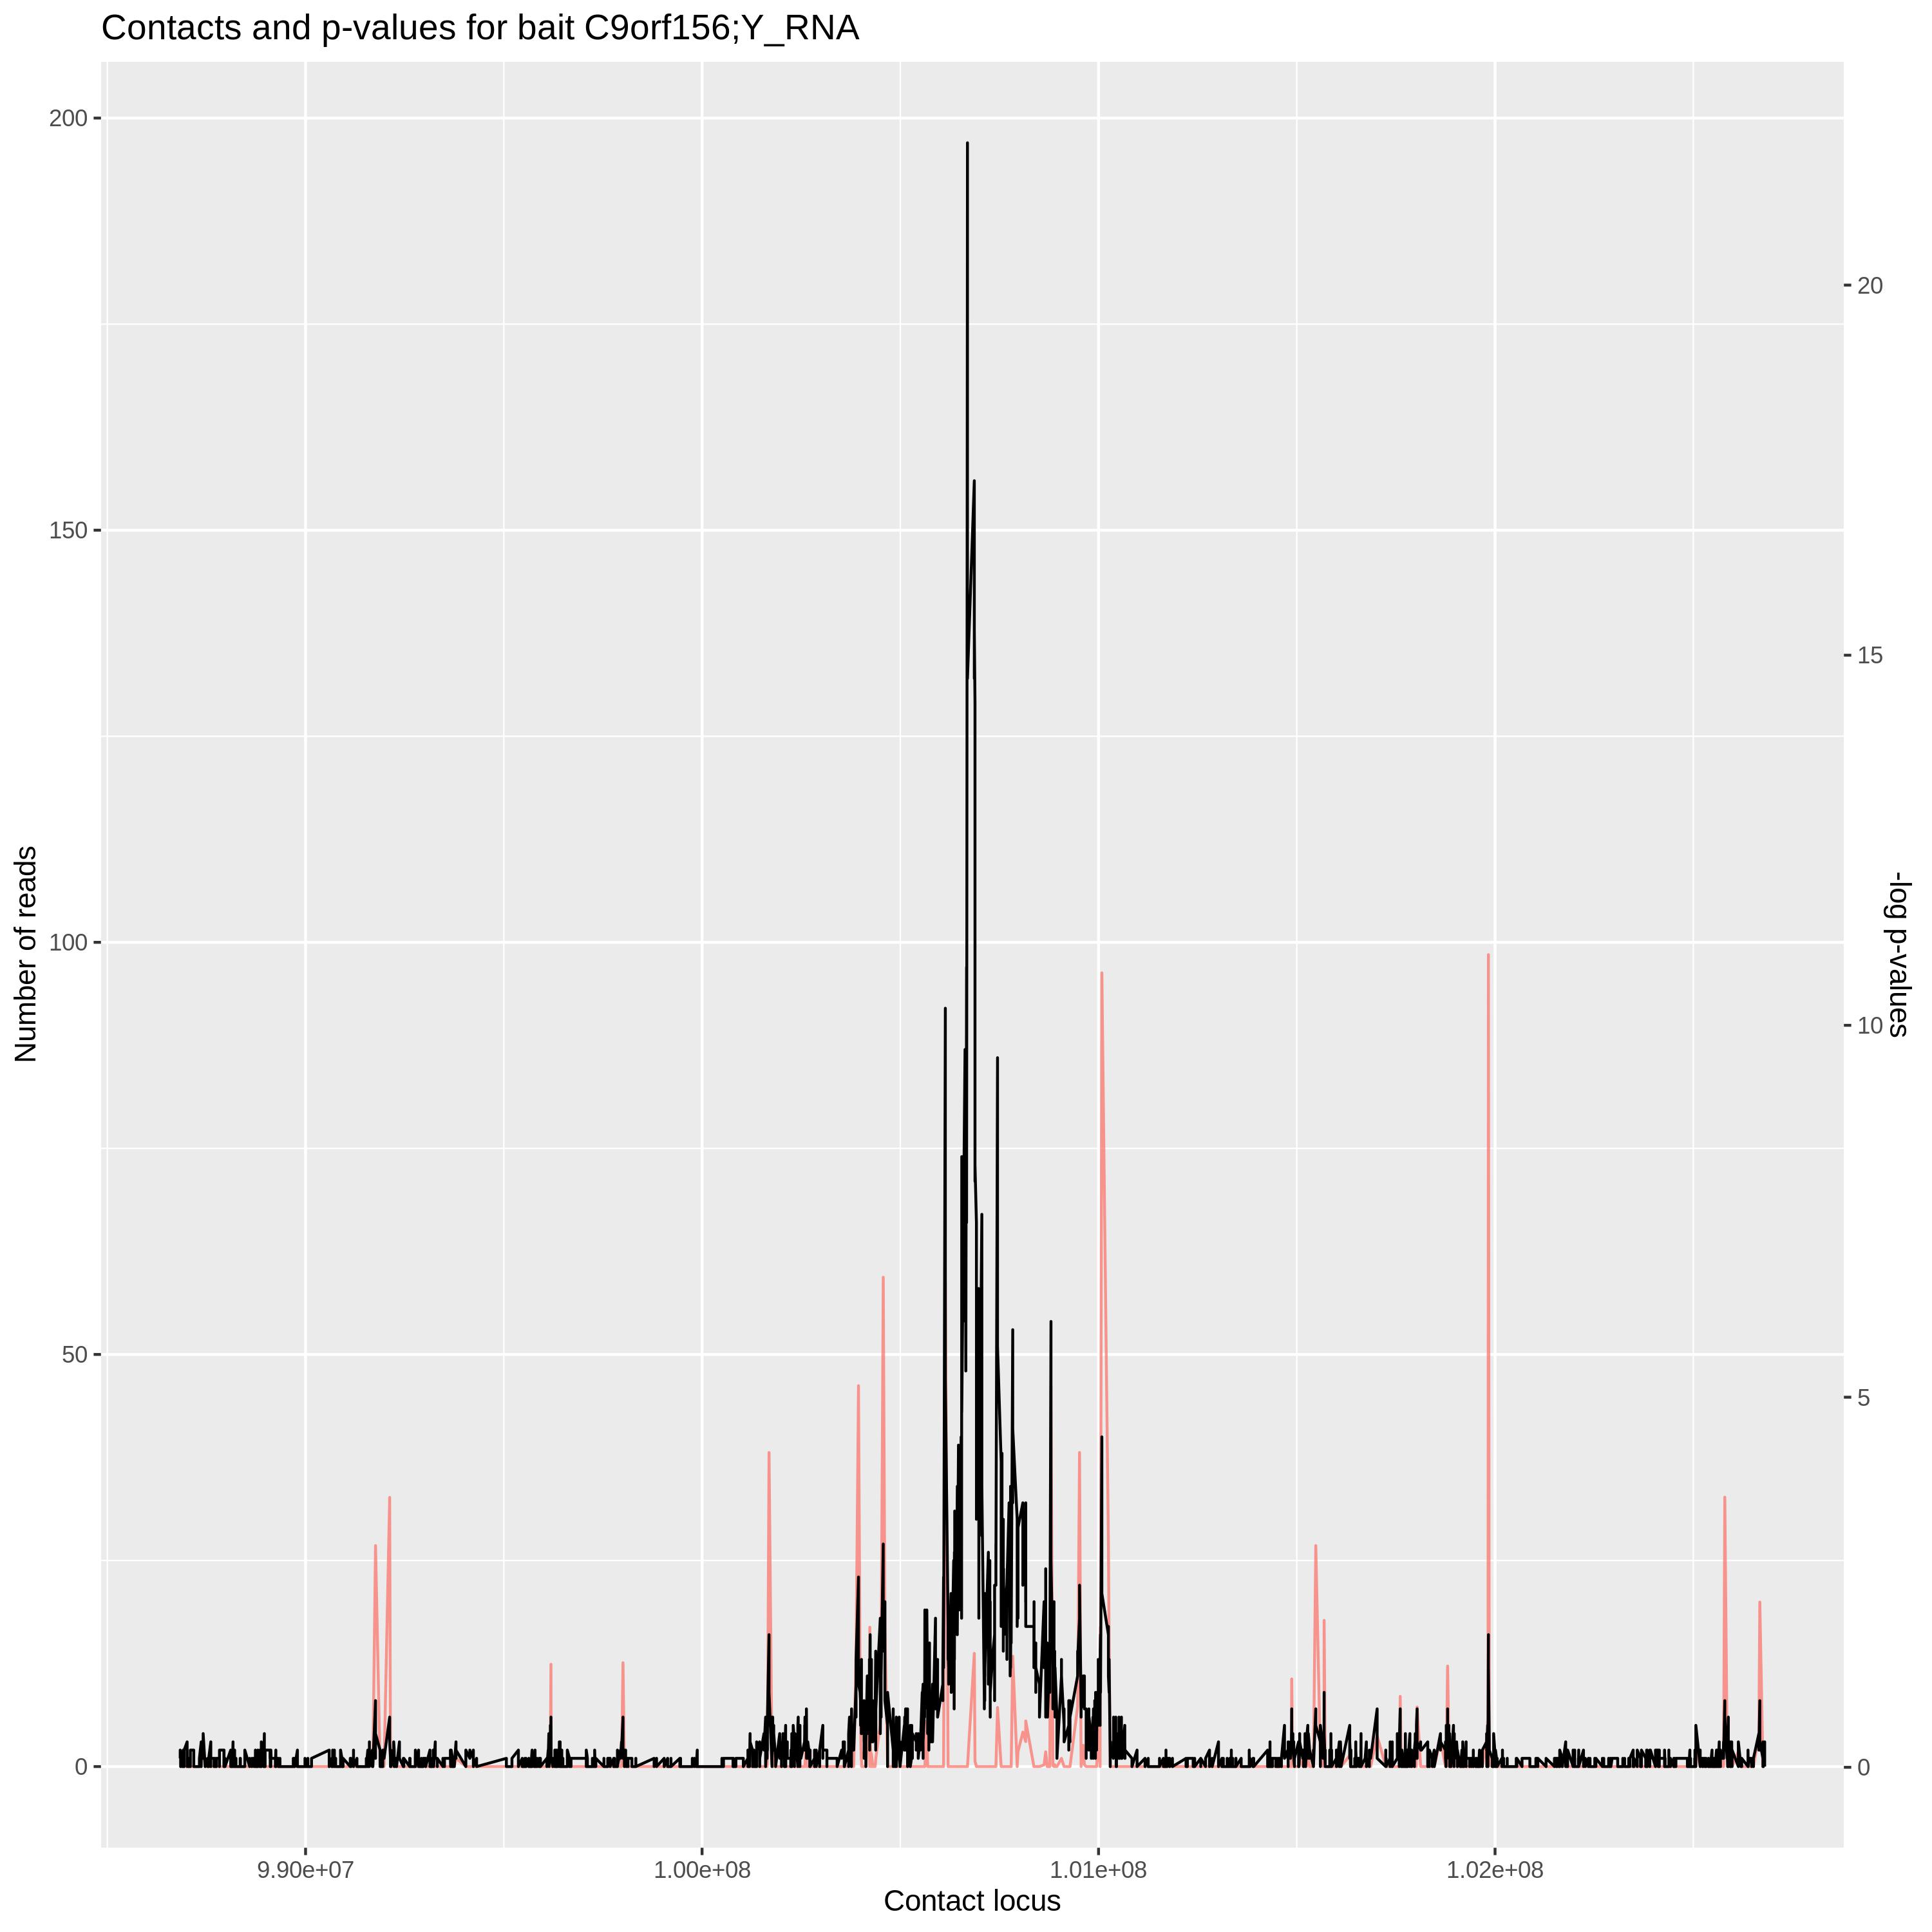 Contacts and p-values for bait C9orf156;Y_RNA
200
150
100
50
0
Number of reads
20
15
10
5
0
-log p-values
9.90e+07
1.00e+08
1.01e+08
1.02e+08
Contact locus